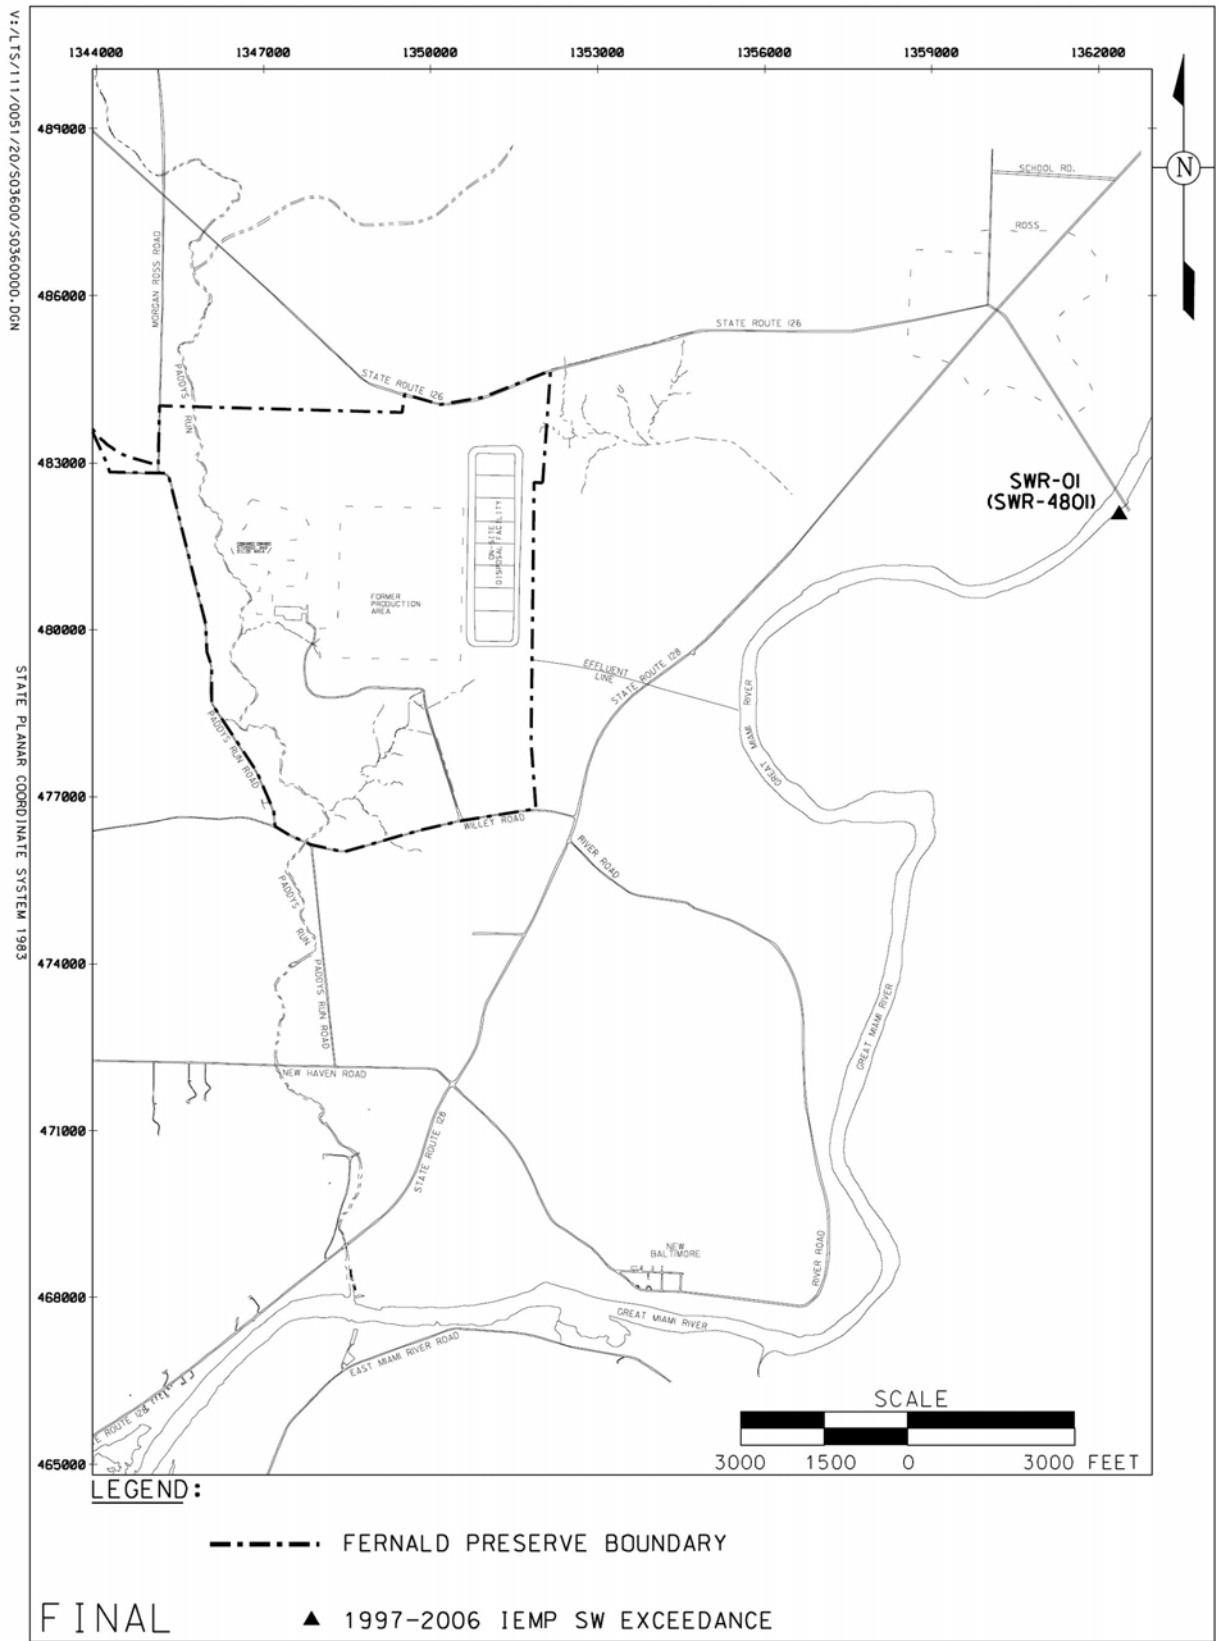 V:/LTS/111/0051/20/S03600/S0360000.DGN
STATE PLANAR COORDINATE SYSTEM 1983
1344000 1347000 1350000 1353000 1356000 1359000 1362000
489000
486000
483000
480000
477000
474000
471000
468000
465000
N
SCHOOL RD.
ROSS
MORGAN ROSS ROAD
STATE ROUTE 126
STATE ROUTE 126
PADDYS
RUN
SWR-01
(SWR-4801)
ON-SITE
DISPOSAL FACILITY
FORMER
PRODUCTION
AREA
EFFLUENT
LINE
STATE ROUTE 128
GREAT MIAMI RIVER
PADDYS RUN ROAD
WILLEY ROAD
RIVER ROAD
PADDYS RUN
PADDYS RUN ROAD
GREAT MIAMI RIVER
NEW HAVEN ROAD
STATE ROUTE 128
NEW
BALTIMORE
RIVER ROAD
GREAT MIAMI RIVER
EAST MIAMI RIVER ROAD
E ROUTE 128
SCALE
3000 1500 0 3000 FEET
LEGEND:
FERNALD PRESERVE BOUNDARY
FINAL
1997-2006 IEMP SW EXCEEDANCE